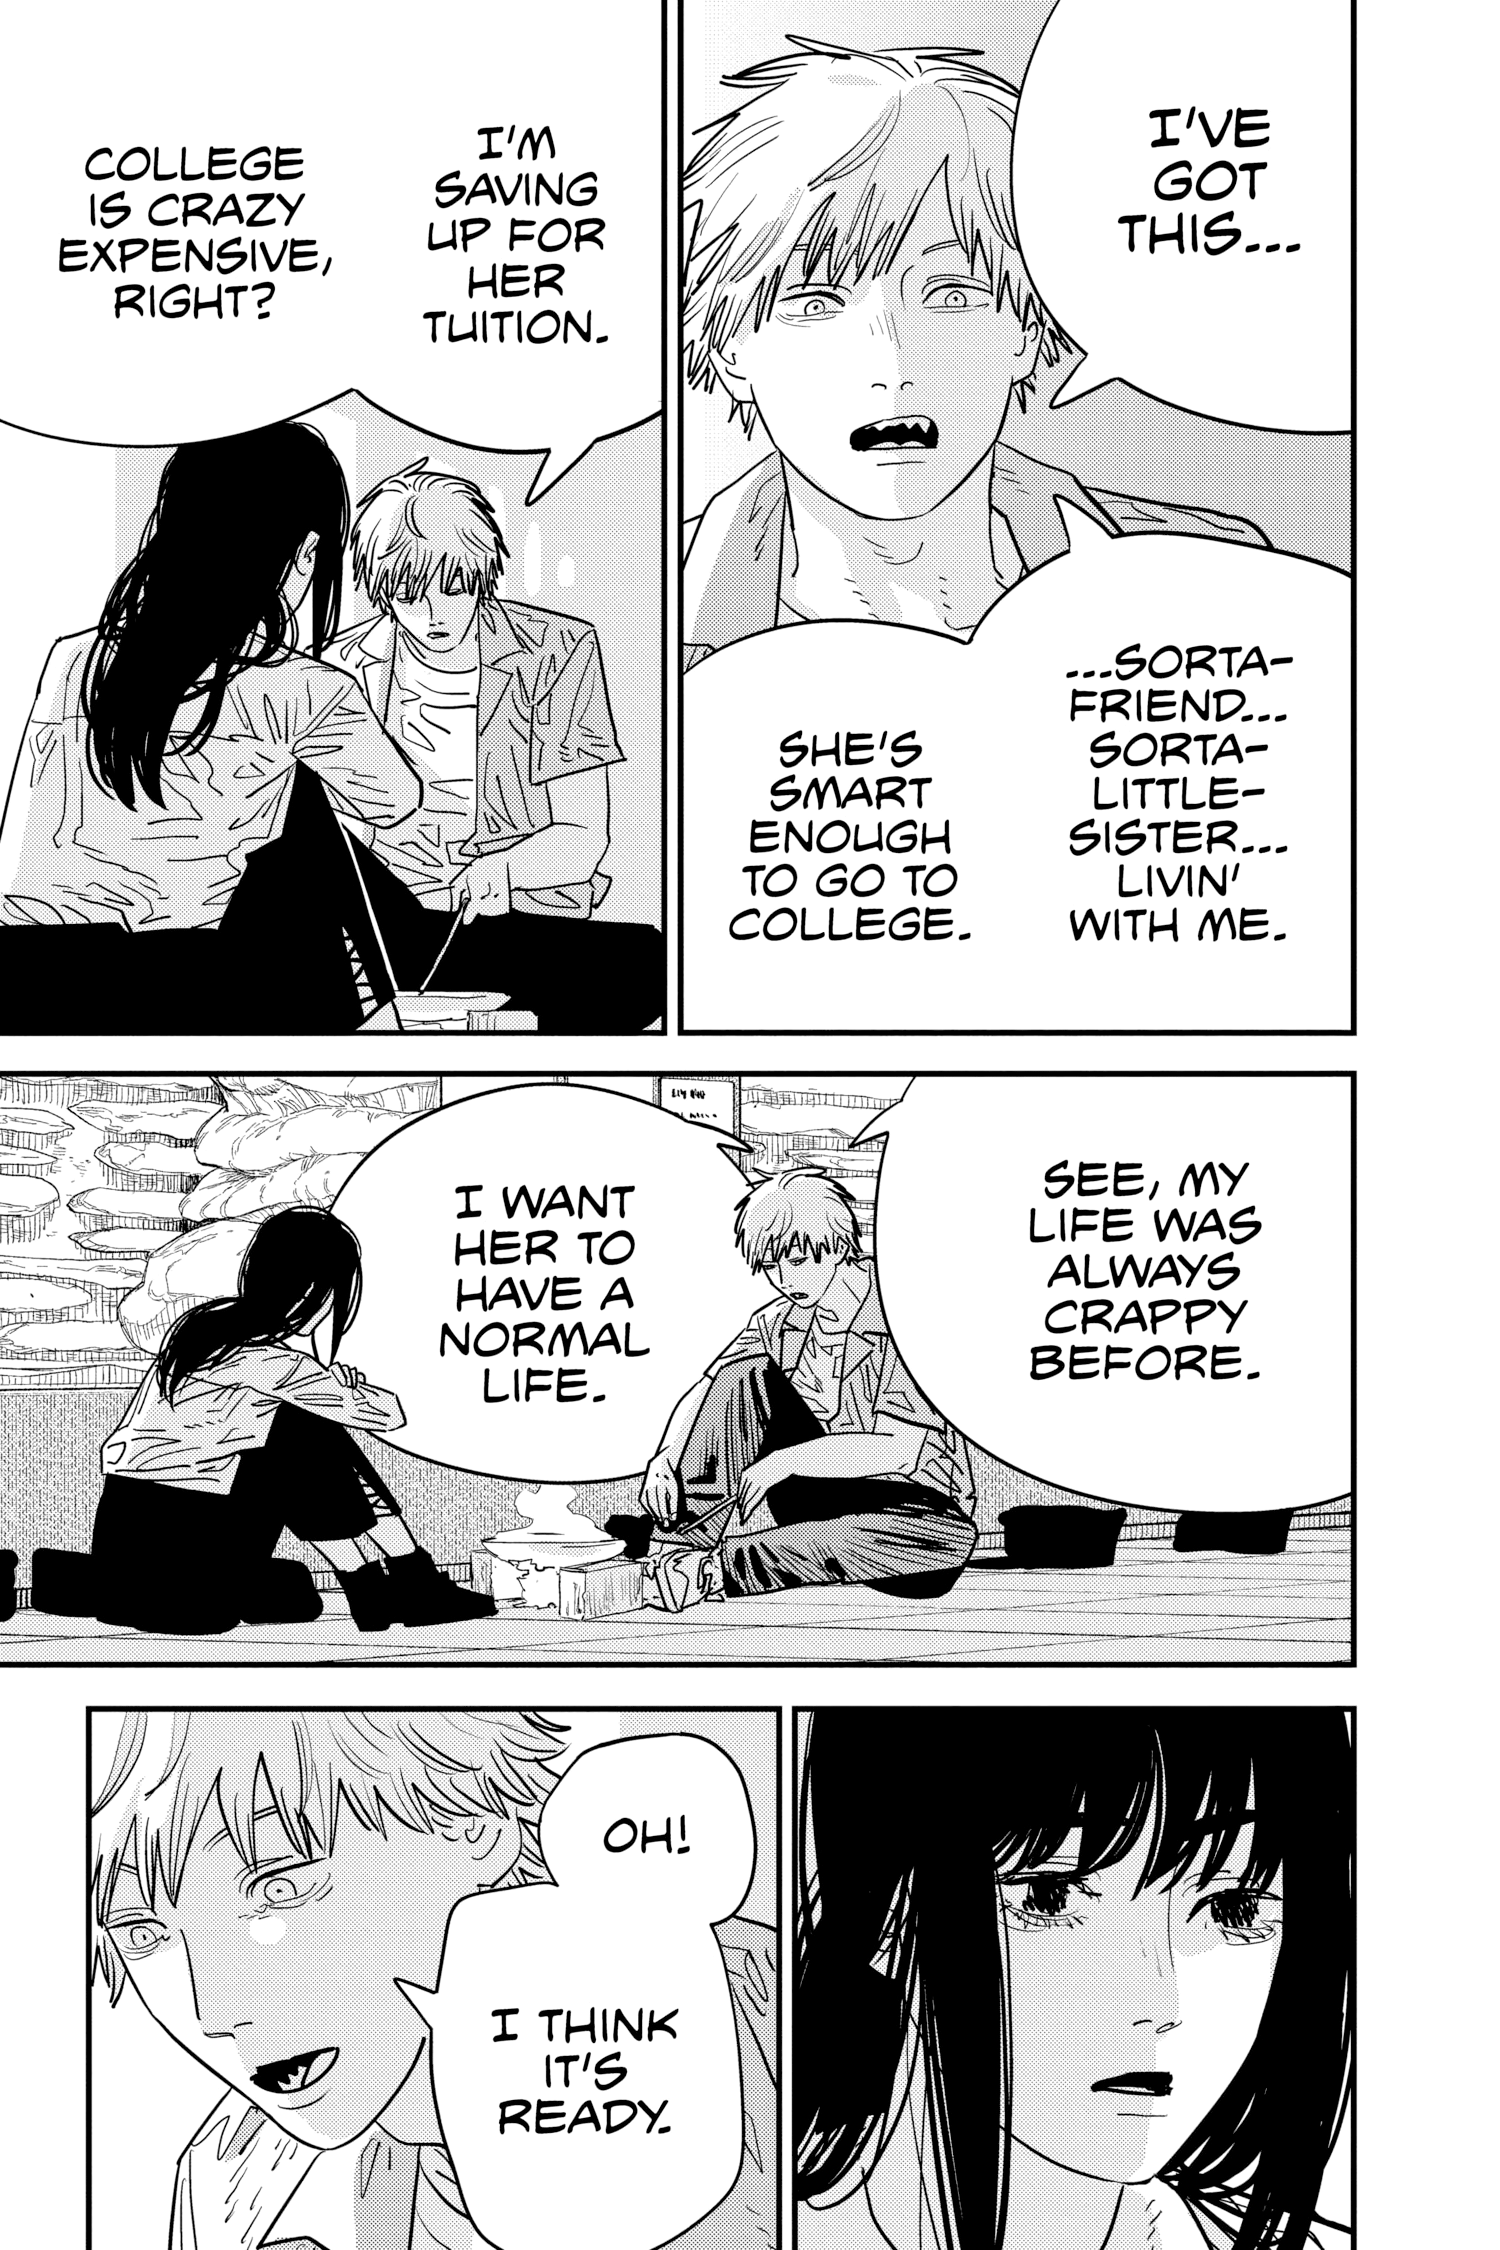 I'VE
GOT
THIS...
...SORTA-
FRIEND...
SORTA-
LITTLE-
SISTER...
LIVIN'
WITH ME.
SHE'S
SMART
ENOUGH
TO GO TO
COLLEGE.
I'M
SAVING
UP FOR
HER
TUITION.
COLLEGE
IS CRAZY
EXPENSIVE,
RIGHT?
SEE, MY
LIFE WAS
ALWAYS
CRAPPY
BEFORE.
I WANT
HER TO
HAVE A
NORMAL
LIFE.
OH!
I THINK
IT'S
READY.